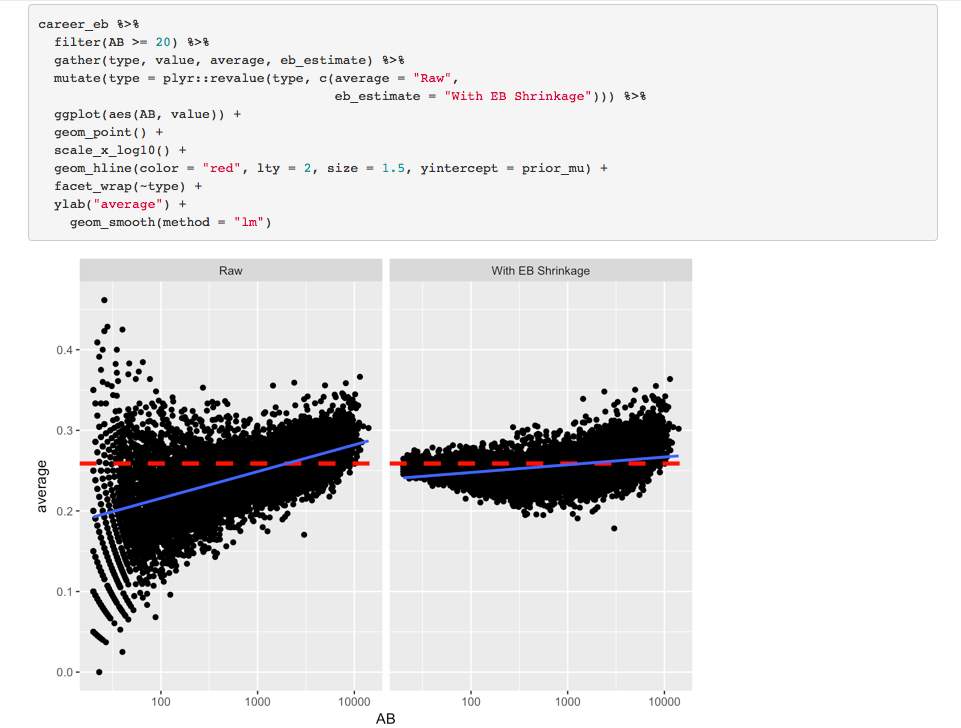 career_eb %>%
  filter(AB >= 20) %>%
  gather(type, value, average, eb_estimate) %>%
  mutate(type = plyr::revalue(type, c(average = "Raw",
                                      eb_estimate = "With EB Shrinkage"))) %>%
  ggplot(aes(AB, value)) +
  geom_point() +
  scale_x_log10() +
  geom_hline(color = "red", lty = 2, size = 1.5, yintercept = prior_mu) +
  facet_wrap(~type) +
  ylab("average") +
    geom_smooth(method = "lm")
Raw
With EB Shrinkage
average
0.4
0.3
0.2
0.1
0.0
100
1000
10000
100
1000
10000
AB